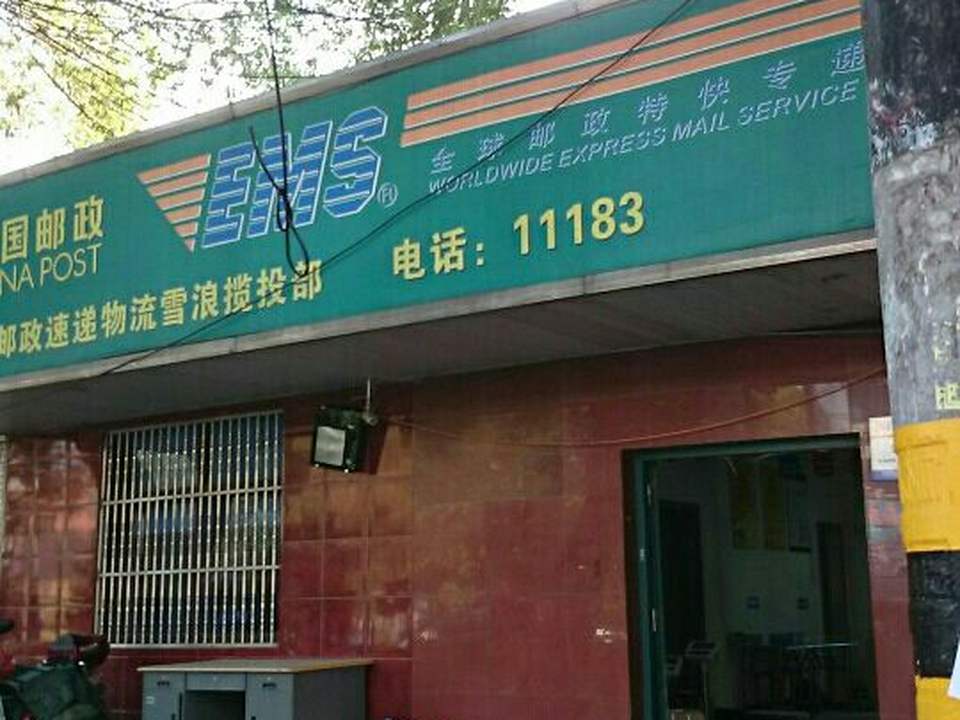 国邮政
NA POST
EMS®
全球邮政特快专递
WORLDWIDE EXPRESS MAIL SERVICE
邮政速递物流雪浪揽投部
电话：11183